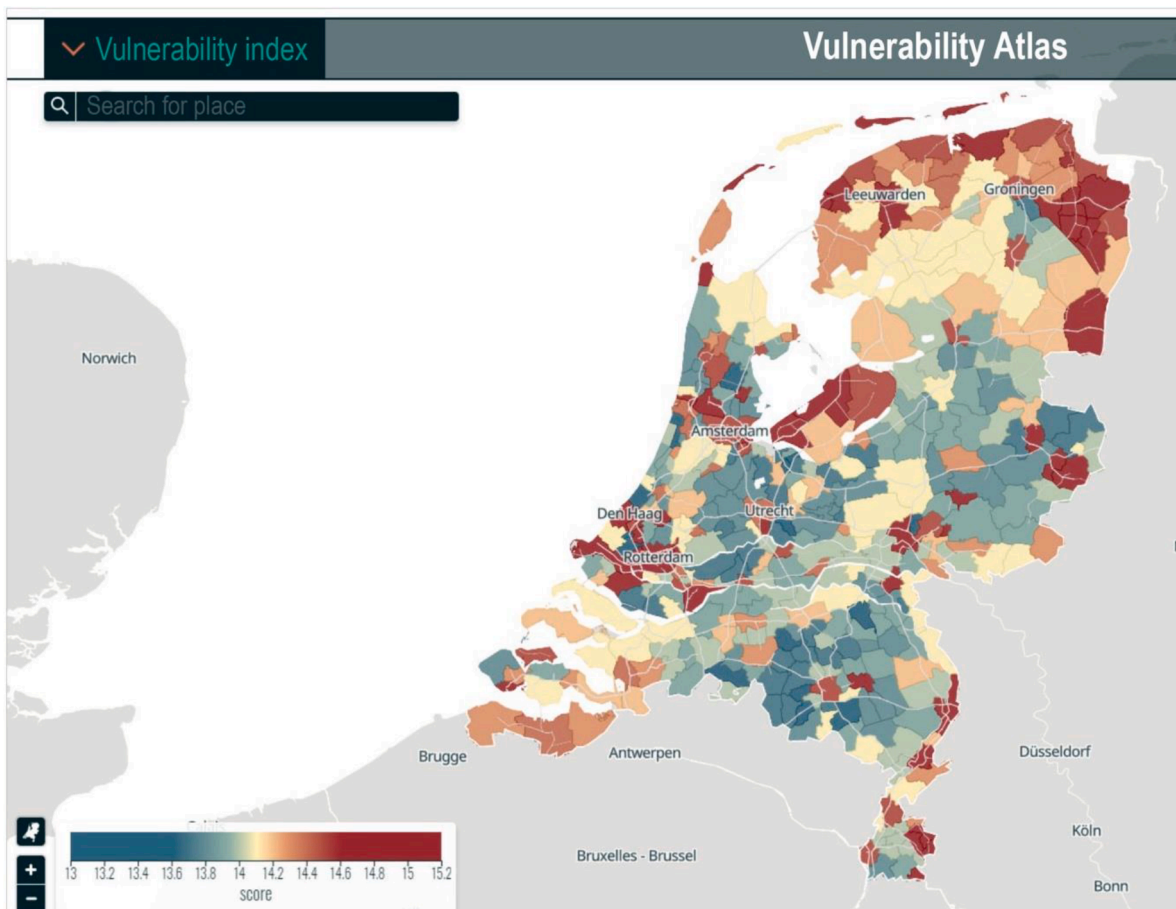 Vulnerability index
Vulnerability Atlas
Search for place
Leeuwarden
Groningen
Norwich
Amsterdam
Den Haag
Utrecht
Rotterdam
Brugge
Antwerpen
Düsseldorf
Köln
Bruxelles - Brussel
Bonn
13 13.2 13.4 13.6 13.8 14 14.2 14.4 14.6 14.8 15 15.2
score
+
−